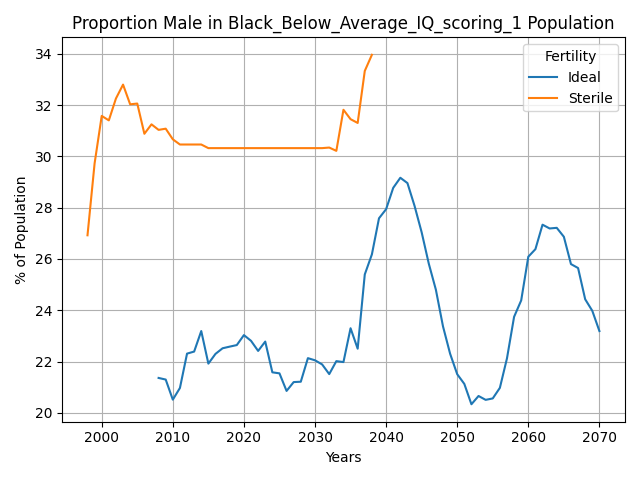 Proportion Male in Black_Below_Average_IQ_scoring_1 Population
Fertility
Ideal
Sterile
% of Population
34
32
30
28
26
24
22
20
2000 2010 2020 2030 2040 2050 2060 2070
Years